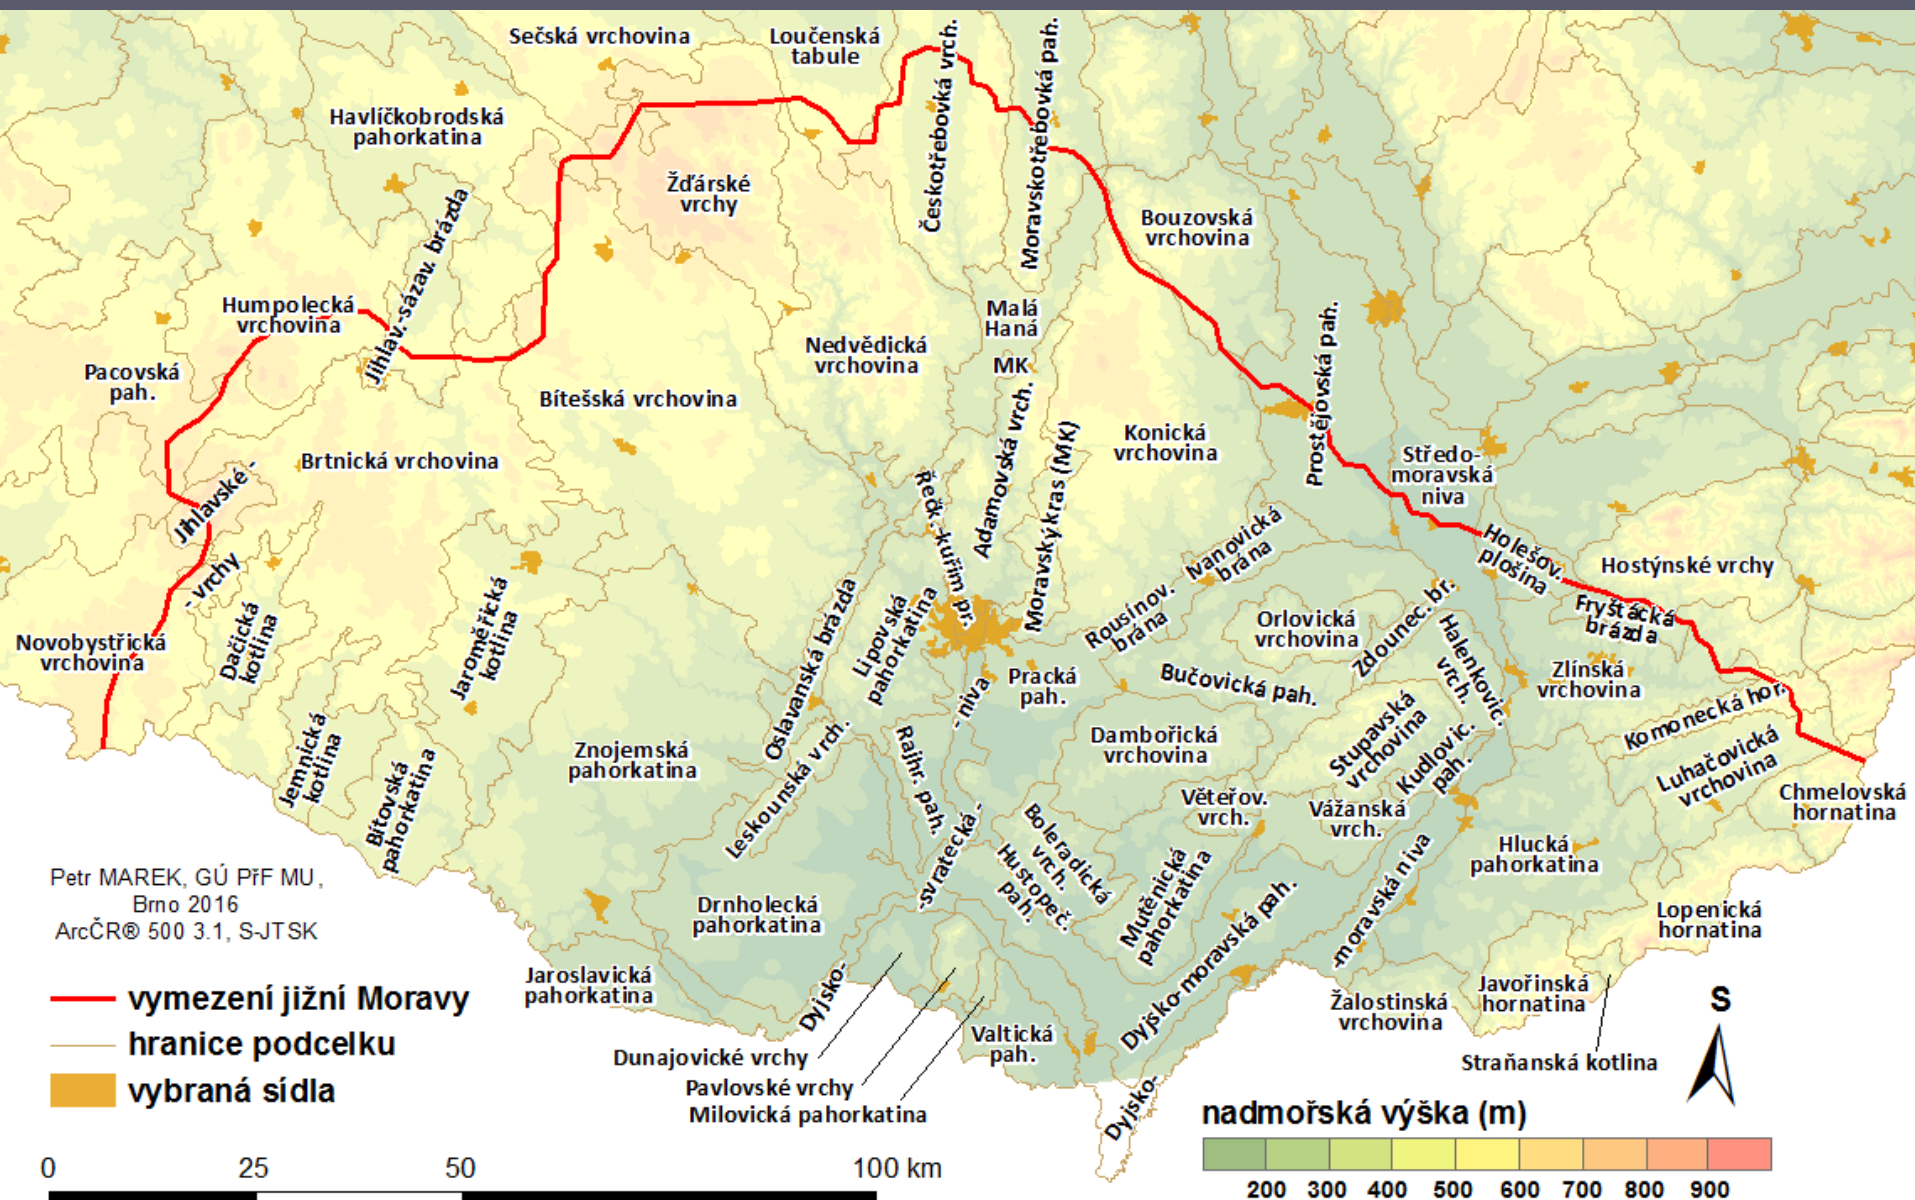 Sečská vrchovina
Loučenská
tabule
Českotřebovká vrch.
Moravskotřebovká pah.
Havlíčkobrodská
pahorkatina
Žďárské
vrchy
Bouzovská
vrchovina
Jihlav.-sázav. brázda
Humpolecká
vrchovina
Malá
Haná
MK
Nedvědická
vrchovina
Prostějovská pah.
Pacovská
pah.
Bítešská vrchovina
Adamovská vrch.
Moravský kras (MK)
Konická
vrchovina
Brtnická vrchovina
Středo-
moravská
niva
Jihlavské -
- vrchy
Řečk.-kuřim pr.
Ivanovická
brána
Holešov.
plošina
Hostýnské vrchy
Fryštácká
brázda
Novobystřická
vrchovina
Dačická
kotlina
Jaroměřická
kotlina
Oslavanská brázda
Lipovská
pahorkatina
Rousínov.
brána
Orlovická
vrchovina
Zdounec. br.
Halenkovic.
vrch.
Zlínská
vrchovina
Pracká
pah.
- niva
Bučovická pah.
Komonecká hor.
Jemnická
kotlina
Bítovská
pahorkatina
Znojemská
pahorkatina
Leskounská vrch.
Rajhr. pah.
Dambořická
vrchovina
Stupavská
vrchovina
Kudlovic.
pah.
Luhačovická
vrchovina
Chmelovská
hornatina
Věteřov.
vrch.
Vážanská
vrch.
-svratecká-
Boleradická
vrch.
Hustopeč.
pah.
Mutěnická
pahorkatina
-moravská niva
Hlucká
pahorkatina
Drnholecká
pahorkatina
Dyjsko-moravská pah.
Lopenická
hornatina
Jaroslavická
pahorkatina
Dyjsko-
Valtická
pah.
Žalostinská
vrchovina
Javořinská
hornatina
Straňanská kotlina
Dunajovické vrchy
Pavlovské vrchy
Milovická pahorkatina
Dyjsko-
Petr MAREK, GÚ PřF MU,
Brno 2016
ArcČR® 500 3.1, S-JTSK
vymezení jižní Moravy
hranice podcelku
vybraná sídla
0 25 50 100 km
S
nadmořská výška (m)
200 300 400 500 600 700 800 900